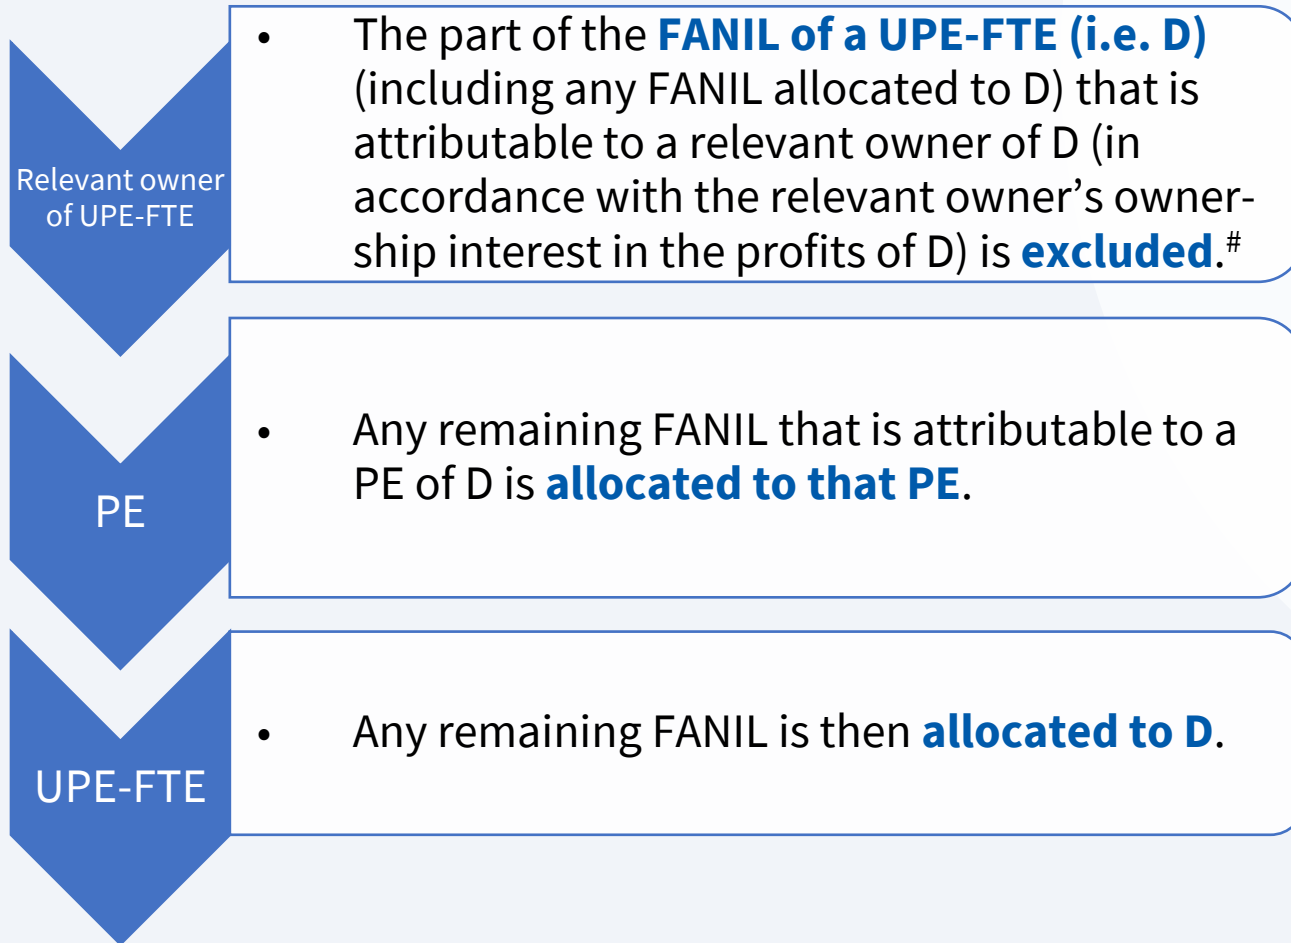 Relevant owner
of UPE-FTE
• The part of the FANIL of a UPE-FTE (i.e. D)
(including any FANIL allocated to D) that is
attributable to a relevant owner of D (in
accordance with the relevant owner’s owner-
ship interest in the profits of D) is excluded.#
PE
• Any remaining FANIL that is attributable to a
PE of D is allocated to that PE.
UPE-FTE
• Any remaining FANIL is then allocated to D.